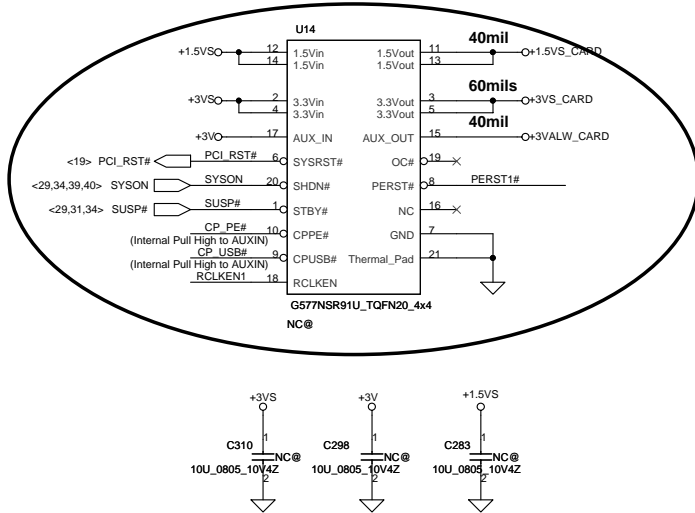 U14
+1.5VS 12 1.5Vin 1.5Vout 11 40mil +1.5VS_CARD
14 1.5Vin 1.5Vout 13
60mils
+3VS 2 3.3Vin 3.3Vout 3 +3VS_CARD
4 3.3Vin 3.3Vout 5
40mil
+3V 17 AUX_IN AUX_OUT 15 +3VALW_CARD
<19> PCI_RST# PCI_RST# 6 SYSRST# OC# 19
<29,34,39,40> SYSON SYSON 20 SHDN# PERST# 8 PERST1#
<29,31,34> SUSP# SUSP# 1 STBY# NC 16
CP_PE# 10 CPPE# GND 7
(Internal Pull High to AUXIN)
CP_USB# 9 CPUSB# Thermal_Pad 21
(Internal Pull High to AUXIN)
RCLKEN1 18 RCLKEN
G577NSR91U_TQFN20_4x4
NC@
+3VS +3V +1.5VS
1 1 1
C310 NC@ C298 NC@ C283 NC@
10U_0805_10V4Z 10U_0805_10V4Z 10U_0805_10V4Z
2 2 2